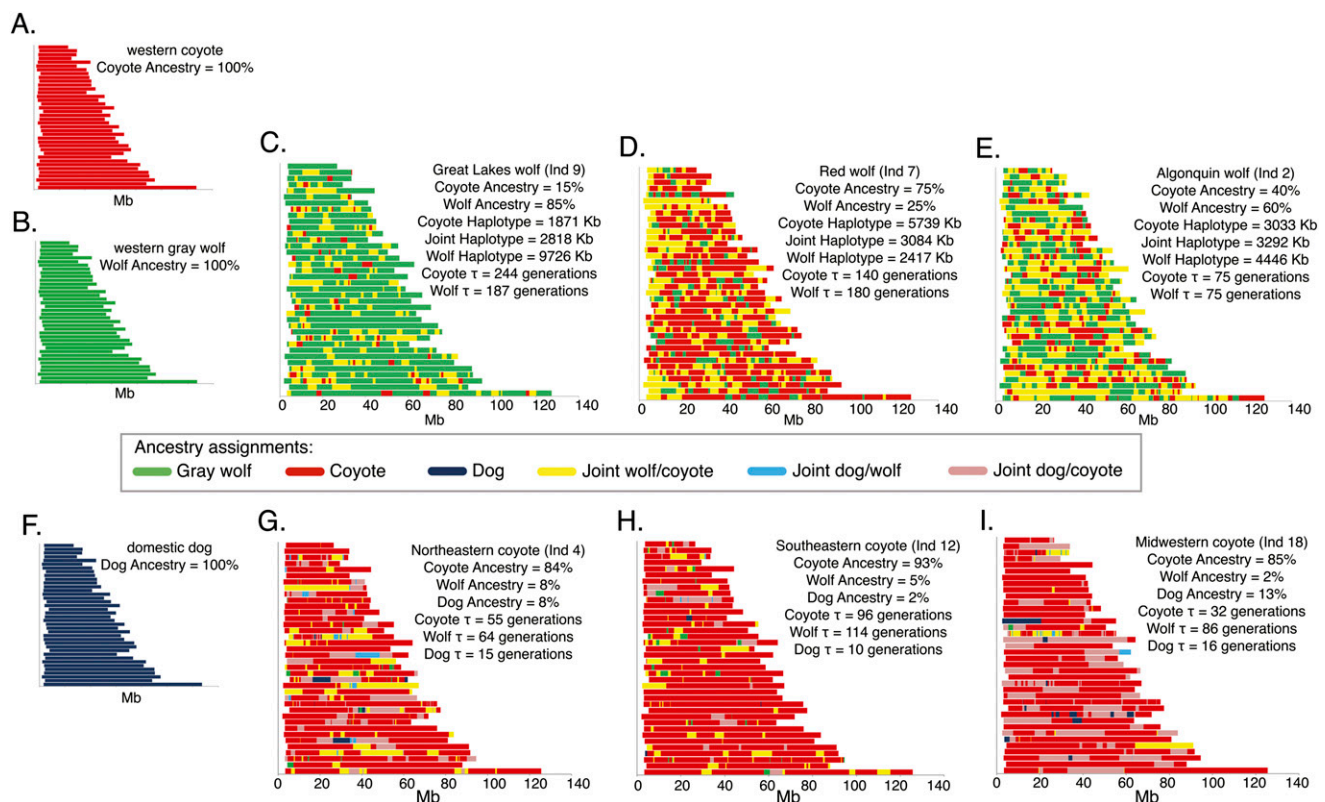 A.
western coyote
Coyote Ancestry = 100%
Mb
B.
western gray wolf
Wolf Ancestry = 100%
Mb
C.
Great Lakes wolf (Ind 9)
Coyote Ancestry = 15%
Wolf Ancestry = 85%
Coyote Haplotype = 1871 Kb
Joint Haplotype = 2818 Kb
Wolf Haplotype = 9726 Kb
Coyote τ = 244 generations
Wolf τ = 187 generations
0 20 40 60 80 100 120 140
Mb
D.
Red wolf (Ind 7)
Coyote Ancestry = 75%
Wolf Ancestry = 25%
Coyote Haplotype = 5739 Kb
Joint Haplotype = 3084 Kb
Wolf Haplotype = 2417 Kb
Coyote τ = 140 generations
Wolf τ = 180 generations
0 20 40 60 80 100 120 140
Mb
E.
Algonquin wolf (Ind 2)
Coyote Ancestry = 40%
Wolf Ancestry = 60%
Coyote Haplotype = 3033 Kb
Joint Haplotype = 3292 Kb
Wolf Haplotype = 4446 Kb
Coyote τ = 75 generations
Wolf τ = 75 generations
0 20 40 60 80 100 120 140
Mb
Ancestry assignments:
Gray wolf Coyote Dog Joint wolf/coyote Joint dog/wolf Joint dog/coyote
F.
domestic dog
Dog Ancestry = 100%
Mb
G.
Northeastern coyote (Ind 4)
Coyote Ancestry = 84%
Wolf Ancestry = 8%
Dog Ancestry = 8%
Coyote τ = 55 generations
Wolf τ = 64 generations
Dog τ = 15 generations
0 20 40 60 80 100 120 140
Mb
H.
Southeastern coyote (Ind 12)
Coyote Ancestry = 93%
Wolf Ancestry = 5%
Dog Ancestry = 2%
Coyote τ = 96 generations
Wolf τ = 114 generations
Dog τ = 10 generations
0 20 40 60 80 100 120 140
Mb
I.
Midwestern coyote (Ind 18)
Coyote Ancestry = 85%
Wolf Ancestry = 2%
Dog Ancestry = 13%
Coyote τ = 32 generations
Wolf τ = 86 generations
Dog τ = 16 generations
0 20 40 60 80 100 120 140
Mb